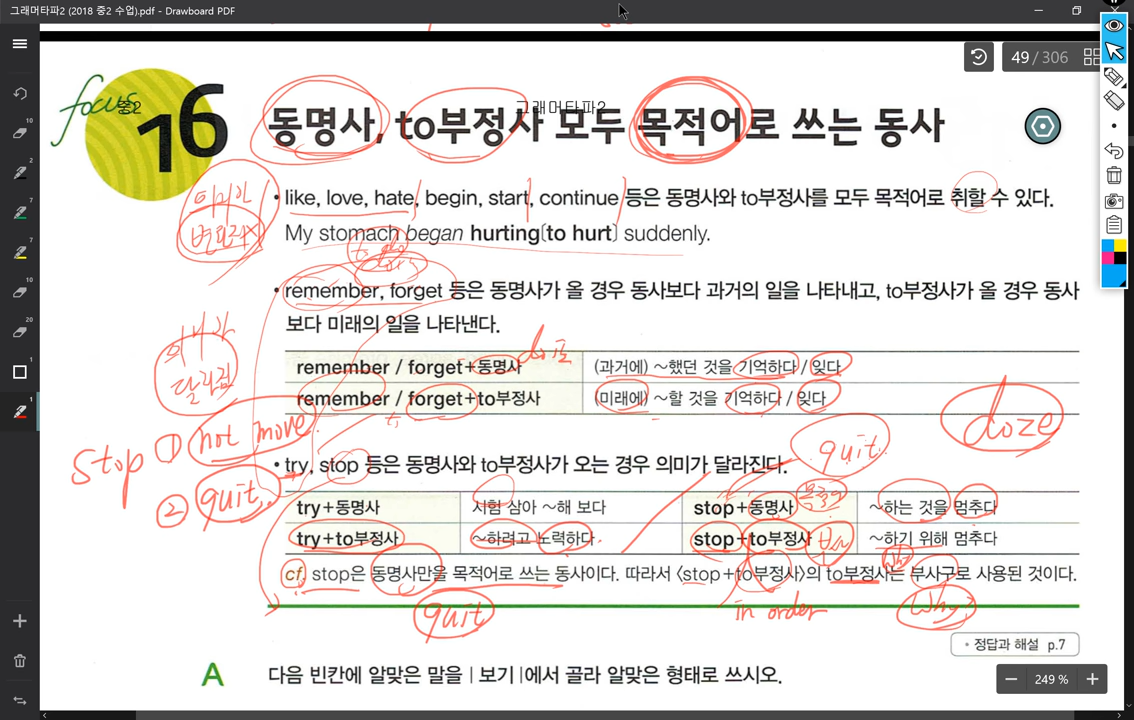 그래머타파2 (2018 중2 수업).pdf - Drawboard PDF
49 / 306
focus
중2
그래머타파2
16
동명사, to부정사 모두 목적어로 쓰는 동사
• like, love, hate, begin, start, continue 등은 동명사와 to부정사를 모두 목적어로 취할 수 있다.
My stomach began hurting(to hurt) suddenly.
• remember, forget 등은 동명사가 올 경우 동사보다 과거의 일을 나타내고, to부정사가 올 경우 동사
보다 미래의 일을 나타낸다.
의미가
달라짐
remember / forget+동명사
(과거에) ~했던 것을 기억하다 / 잊다
remember / forget+to부정사
(미래에) ~할 것을 기억하다 / 잊다
doze
stop ① not move
② quit
• try, stop 등은 동명사와 to부정사가 오는 경우 의미가 달라진다.
quit
try+동명사
시험 삼아 ~해 보다
stop+동명사
~하는 것을 멈추다
try+to부정사
~하려고 노력하다
stop+to부정사
~하기 위해 멈추다
cf. stop은 동명사만을 목적어로 쓰는 동사이다. 따라서 〈stop+to부정사〉의 to부정사는 부사구로 사용된 것이다.
quit
in order
Why?
• 정답과 해설 p.7
A 다음 빈칸에 알맞은 말을 | 보기 |에서 골라 알맞은 형태로 쓰시오.
249 %
10
2
7
7
10
20
1
1